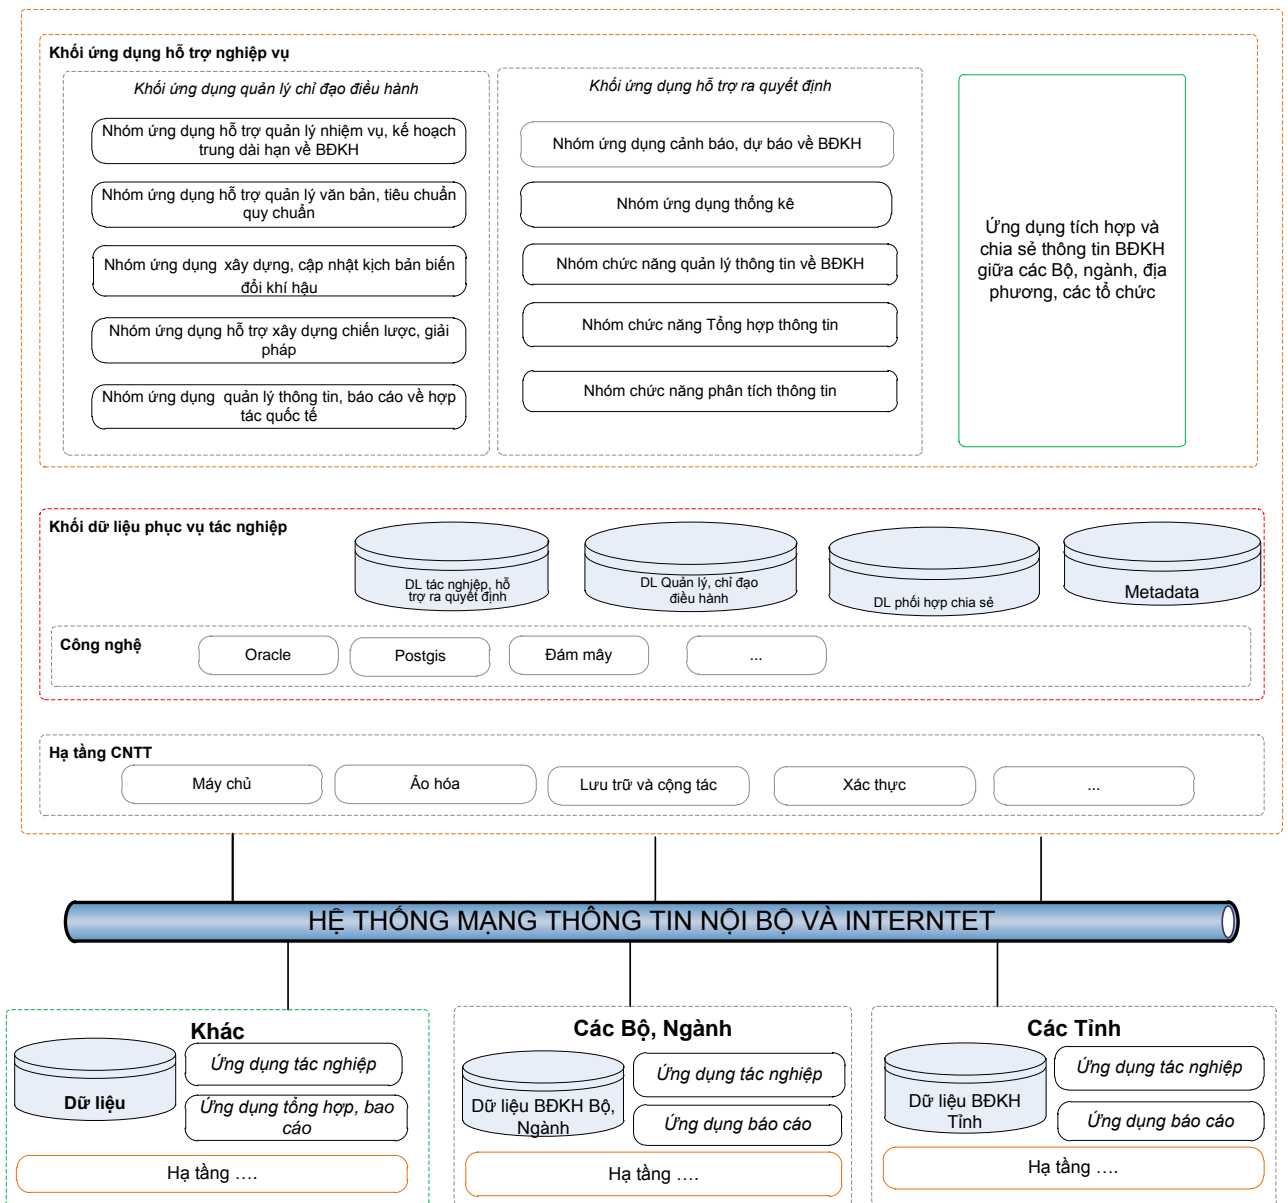 Khối ứng dụng hỗ trợ nghiệp vụ
Khối ứng dụng quản lý chỉ đạo điều hành
Nhóm ứng dụng hỗ trợ quản lý nhiệm vụ, kế hoạch
trung dài hạn về BĐKH
Nhóm ứng dụng hỗ trợ quản lý văn bản, tiêu chuẩn
quy chuẩn
Nhóm ứng dụng xây dựng, cập nhật kịch bản biến
đổi khí hậu
Nhóm ứng dụng hỗ trợ xây dựng chiến lược, giải
pháp
Nhóm ứng dụng quản lý thông tin, báo cáo về hợp
tác quốc tế
Khối ứng dụng hỗ trợ ra quyết định
Nhóm ứng dụng cảnh báo, dự báo về BĐKH
Nhóm ứng dụng thống kê
Nhóm chức năng quản lý thông tin về BĐKH
Nhóm chức năng Tổng hợp thông tin
Nhóm chức năng phân tích thông tin
Ứng dụng tích hợp và
chia sẻ thông tin BĐKH
giữa các Bộ, ngành, địa
phương, các tổ chức
Khối dữ liệu phục vụ tác nghiệp
DL tác nghiệp, hỗ
trợ ra quyết định
DL Quản lý, chỉ đạo
điều hành
DL phối hợp chia sẻ
Metadata
Công nghệ
Oracle
Postgis
Đám mây
...
Hạ tầng CNTT
Máy chủ
Ảo hóa
Lưu trữ và cộng tác
Xác thực
...
HỆ THỐNG MẠNG THÔNG TIN NỘI BỘ VÀ INTERNTET
Khác
Dữ liệu
Ứng dụng tác nghiệp
Ứng dụng tổng hợp, bao
cáo
Hạ tầng ....
Các Bộ, Ngành
Dữ liệu BĐKH Bộ,
Ngành
Ứng dụng tác nghiệp
Ứng dụng báo cáo
Hạ tầng ....
Các Tỉnh
Dữ liệu BĐKH
Tỉnh
Ứng dụng tác nghiệp
Ứng dụng báo cáo
Hạ tầng ....